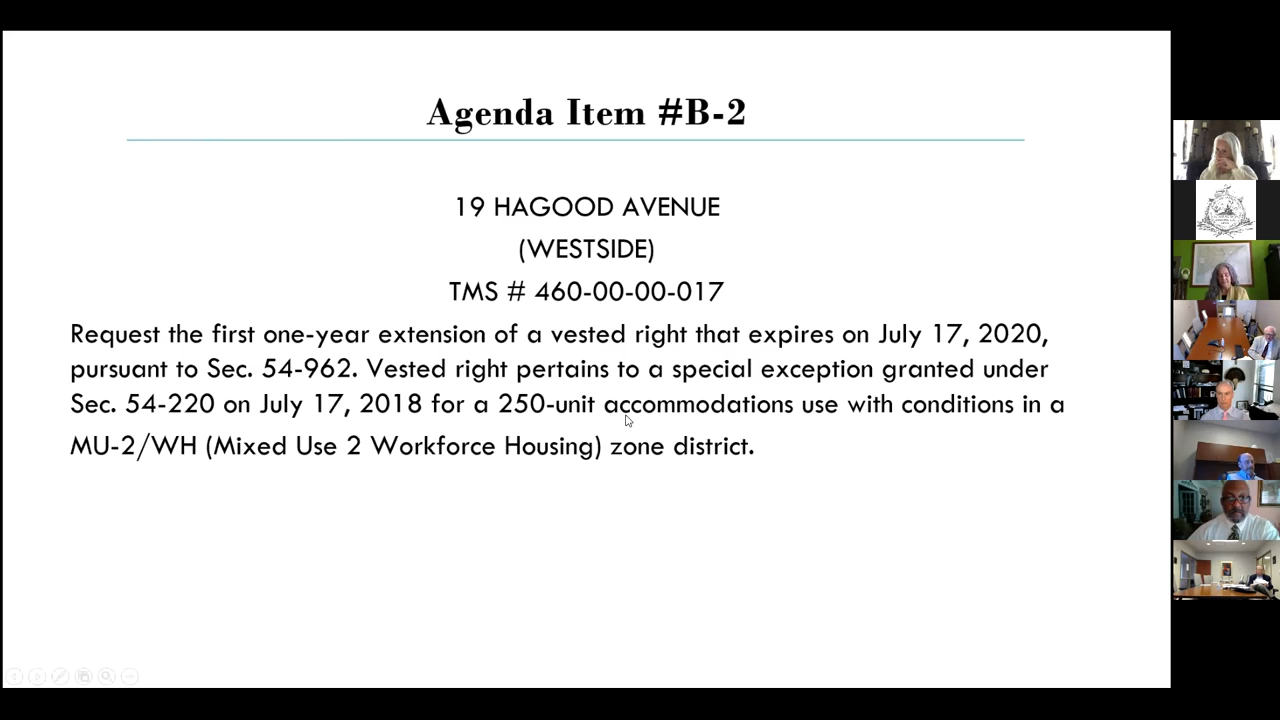 Agenda Item #B-2
19 HAGOOD AVENUE
(WESTSIDE)
TMS # 460-00-00-017
Request the first one-year extension of a vested right that expires on July 17, 2020,
pursuant to Sec. 54-962. Vested right pertains to a special exception granted under
Sec. 54-220 on July 17, 2018 for a 250-unit accommodations use with conditions in a
MU-2/WH (Mixed Use 2 Workforce Housing) zone district.